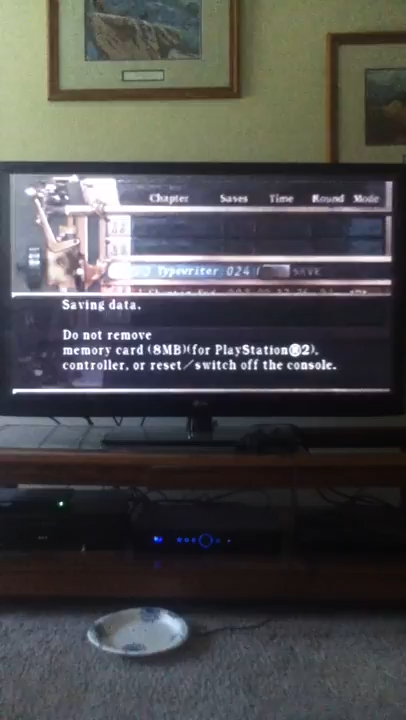 Chapter Saves Time Round Mode
Typewriter 024
SAVE
Saving data.
Do not remove
memory card (8MB)(for PlayStation®2),
controller, or reset/switch off the console.